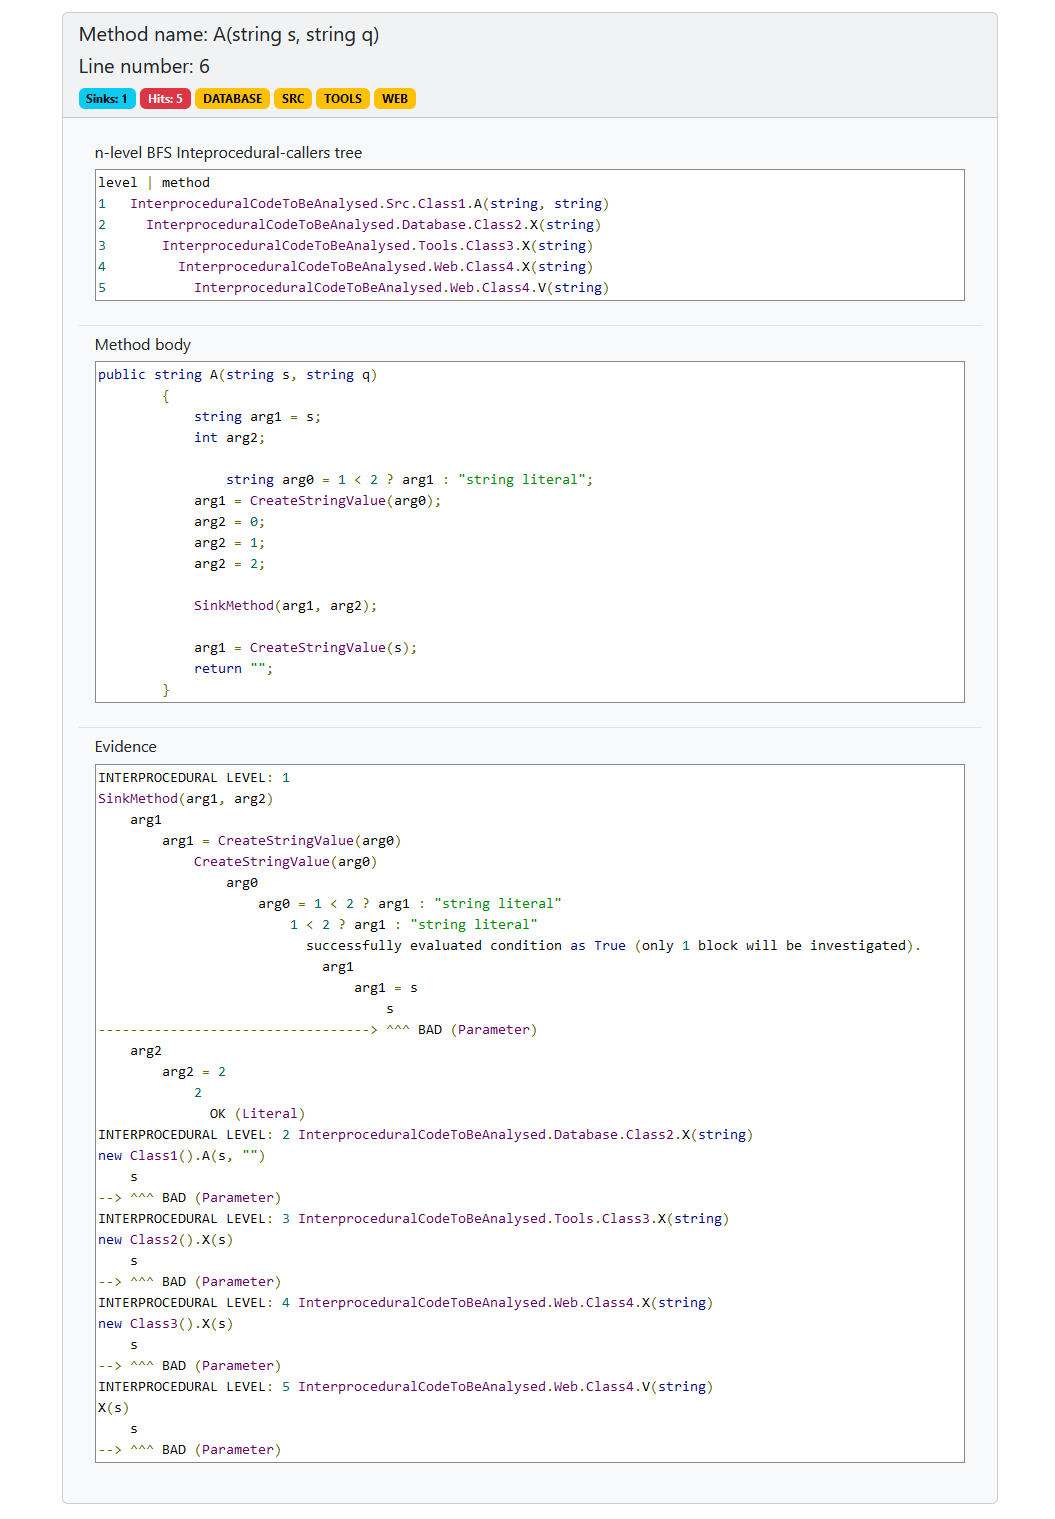 Method name: A(string s, string q)
Line number: 6
Sinks: 1 Hits: 5 DATABASE SRC TOOLS WEB
n-level BFS Inteprocedural-callers tree
level | method
1 InterproceduralCodeToBeAnalysed.Src.Class1.A(string, string)
2 InterproceduralCodeToBeAnalysed.Database.Class2.X(string)
3 InterproceduralCodeToBeAnalysed.Tools.Class3.X(string)
4 InterproceduralCodeToBeAnalysed.Web.Class4.X(string)
5 InterproceduralCodeToBeAnalysed.Web.Class4.V(string)
Method body
public string A(string s, string q)
{
string arg1 = s;
int arg2;
string arg0 = 1 < 2 ? arg1 : "string literal";
arg1 = CreateStringValue(arg0);
arg2 = 0;
arg2 = 1;
arg2 = 2;
SinkMethod(arg1, arg2);
arg1 = CreateStringValue(s);
return "";
}
Evidence
INTERPROCEDURAL LEVEL: 1
SinkMethod(arg1, arg2)
arg1
arg1 = CreateStringValue(arg0)
CreateStringValue(arg0)
arg0
arg0 = 1 < 2 ? arg1 : "string literal"
1 < 2 ? arg1 : "string literal"
successfully evaluated condition as True (only 1 block will be investigated).
arg1
arg1 = s
s
----------------------------------> ^^^ BAD (Parameter)
arg2
arg2 = 2
2
OK (Literal)
INTERPROCEDURAL LEVEL: 2 InterproceduralCodeToBeAnalysed.Database.Class2.X(string)
new Class1().A(s, "")
s
--> ^^^ BAD (Parameter)
INTERPROCEDURAL LEVEL: 3 InterproceduralCodeToBeAnalysed.Tools.Class3.X(string)
new Class2().X(s)
s
--> ^^^ BAD (Parameter)
INTERPROCEDURAL LEVEL: 4 InterproceduralCodeToBeAnalysed.Web.Class4.X(string)
new Class3().X(s)
s
--> ^^^ BAD (Parameter)
INTERPROCEDURAL LEVEL: 5 InterproceduralCodeToBeAnalysed.Web.Class4.V(string)
X(s)
s
--> ^^^ BAD (Parameter)